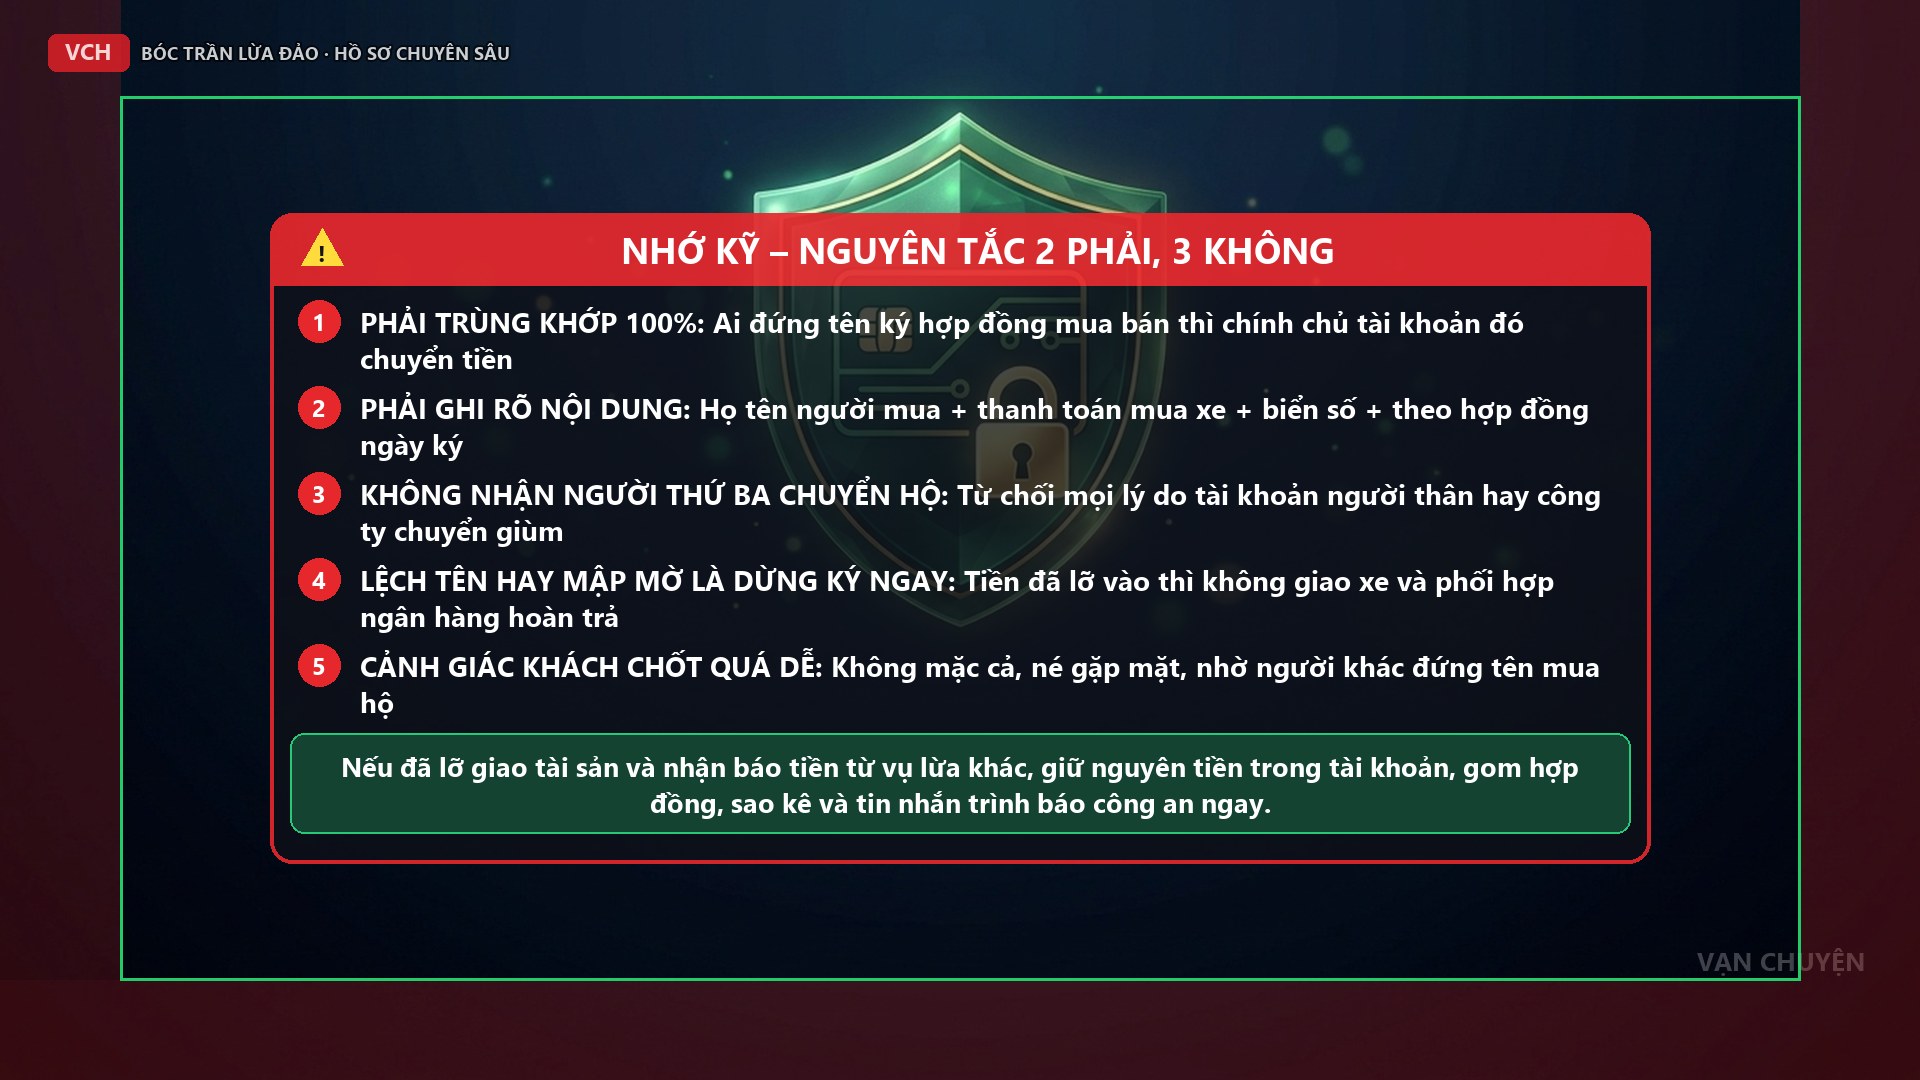 VCH
BÓC TRẦN LỪA ĐẢO · HỒ SƠ CHUYÊN SÂU
NHỚ KỸ – NGUYÊN TẮC 2 PHẢI, 3 KHÔNG
1 PHẢI TRÙNG KHỚP 100%: Ai đứng tên ký hợp đồng mua bán thì chính chủ tài khoản đó
chuyển tiền
2 PHẢI GHI RÕ NỘI DUNG: Họ tên người mua + thanh toán mua xe + biển số + theo hợp đồng
ngày ký
3 KHÔNG NHẬN NGƯỜI THỨ BA CHUYỂN HỘ: Từ chối mọi lý do tài khoản người thân hay công
ty chuyển giùm
4 LỆCH TÊN HAY MẬP MỜ LÀ DỪNG KÝ NGAY: Tiền đã lỡ vào thì không giao xe và phối hợp
ngân hàng hoàn trả
5 CẢNH GIÁC KHÁCH CHỐT QUÁ DỄ: Không mặc cả, né gặp mặt, nhờ người khác đứng tên mua
hộ
Nếu đã lỡ giao tài sản và nhận báo tiền từ vụ lừa khác, giữ nguyên tiền trong tài khoản, gom hợp
đồng, sao kê và tin nhắn trình báo công an ngay.
VẠN CHUYỆN